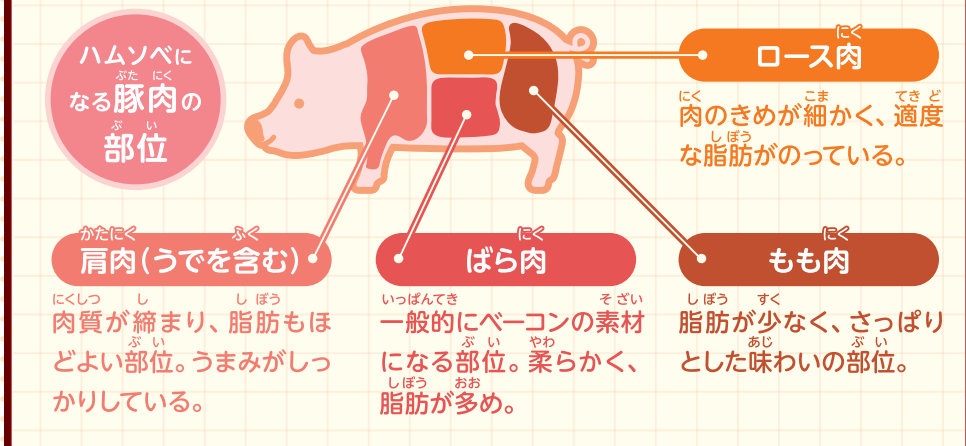 ハムソーに
なる豚肉の
部位
ロース肉
肉のきめが細かく、適度
な脂肪がのっている。
肩肉(うでを含む)
肉質が締まり、脂肪もほ
どよい部位。うまみがしっ
かりしている。
ばら肉
一般的にベーコンの素材
になる部位。柔らかく、
脂肪が多め。
もも肉
脂肪が少なく、さっぱり
とした味わいの部位。